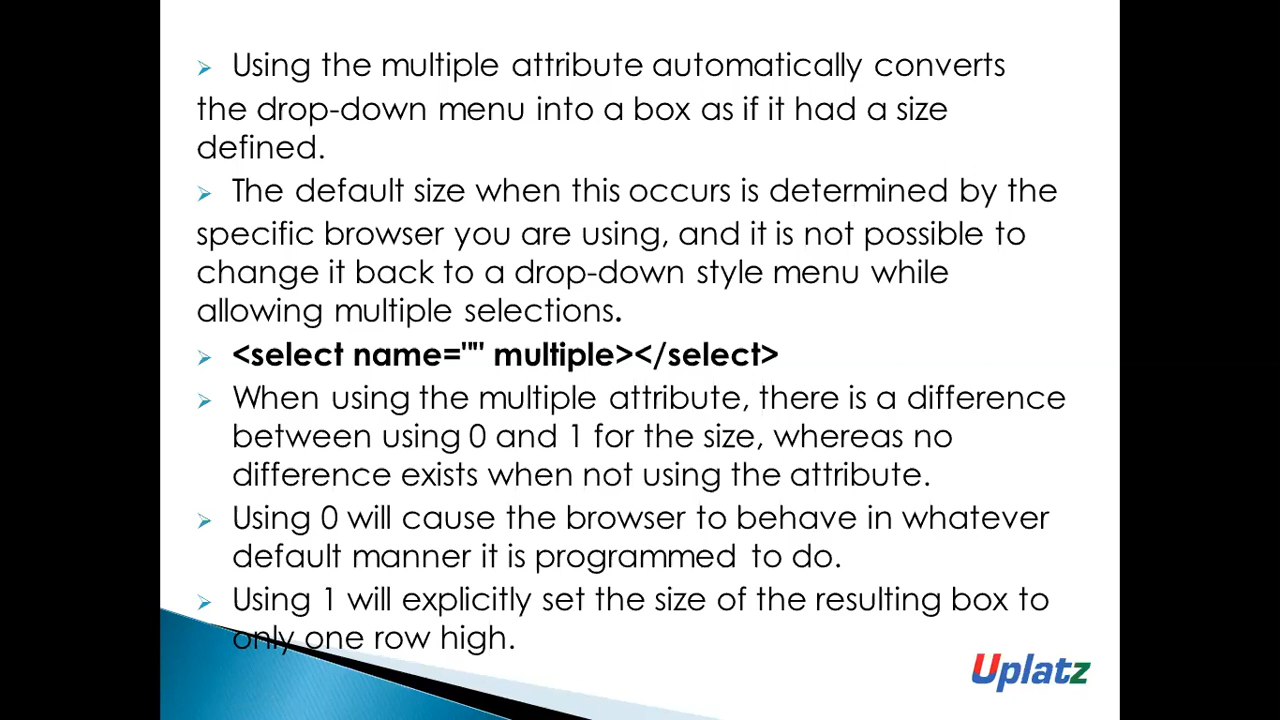 Using the multiple attribute automatically converts
the drop-down menu into a box as if it had a size
defined.
The default size when this occurs is determined by the
specific browser you are using, and it is not possible to
change it back to a drop-down style menu while
allowing multiple selections.
<select name="" multiple></select>
When using the multiple attribute, there is a difference
between using 0 and 1 for the size, whereas no
difference exists when not using the attribute.
Using 0 will cause the browser to behave in whatever
default manner it is programmed to do.
Using 1 will explicitly set the size of the resulting box to
only one row high.
Uplatz